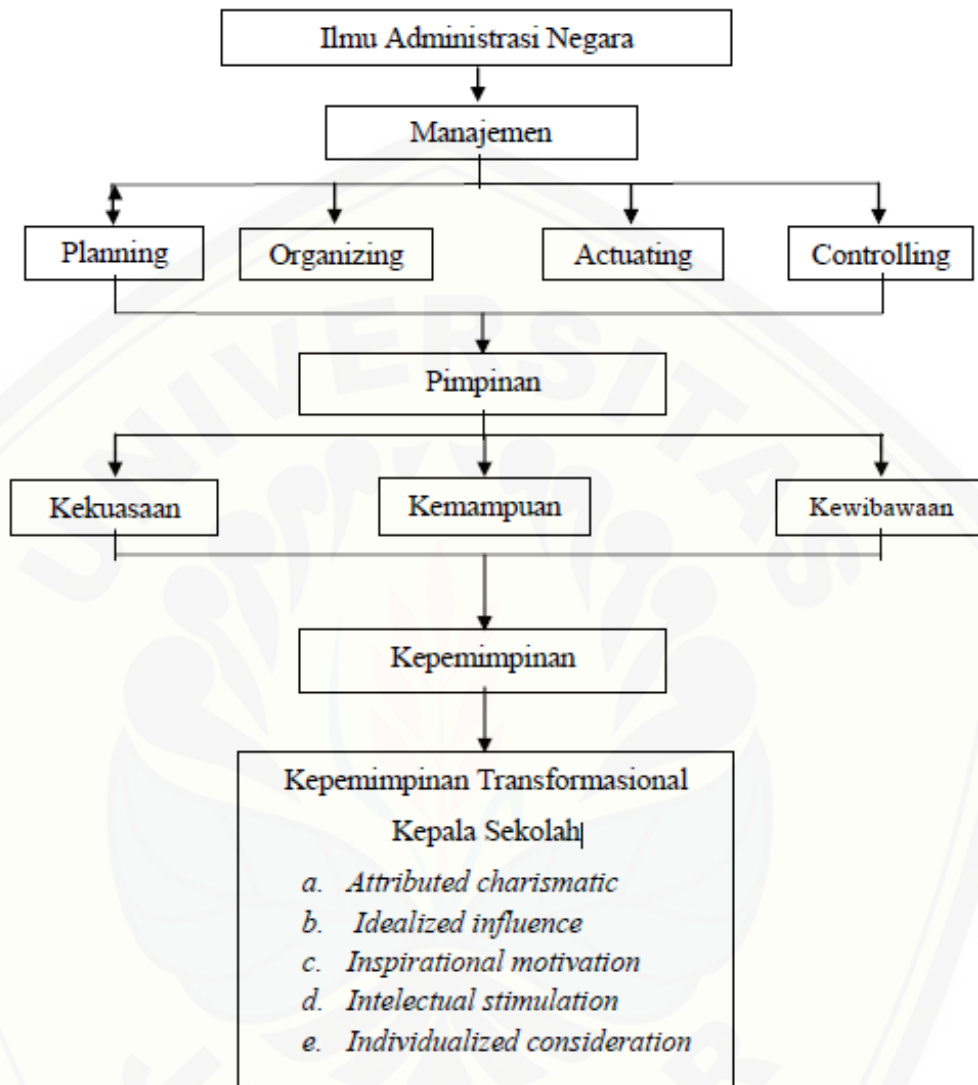 Ilmu Administrasi Negara
Manajemen
Planning
Organizing
Actuating
Controlling
Pimpinan
Kekuasaan
Kemampuan
Kewibawaan
Kepemimpinan
Kepemimpinan Transformasional
Kepala Sekolah
a. Attributed charismatic
b. Idealized influence
c. Inspirational motivation
d. Intelectual stimulation
e. Individualized consideration
UNIVERSITAS